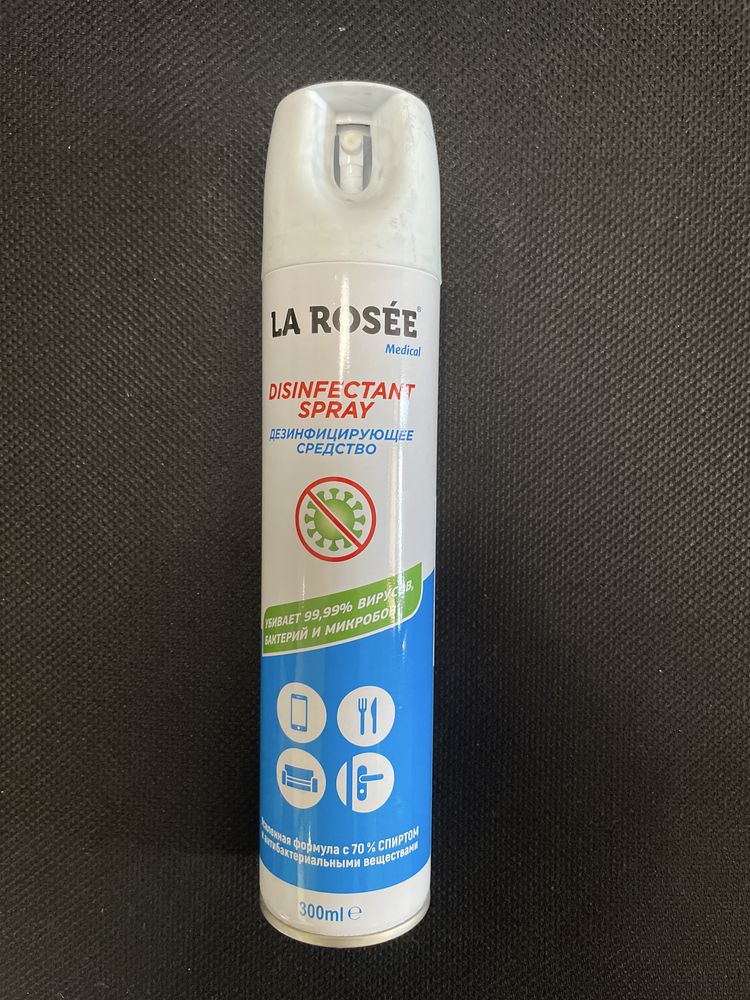 LA ROSÉE®
Medical
DISINFECTANT
SPRAY
ДЕЗИНФИЦИРУЮЩЕЕ
СРЕДСТВО
УБИВАЕТ 99,99% ВИРУСОВ,
БАКТЕРИЙ И МИКРОБОВ
формула с 70 % СПИРТОМ
антибактериальными веществами
300ml ℮